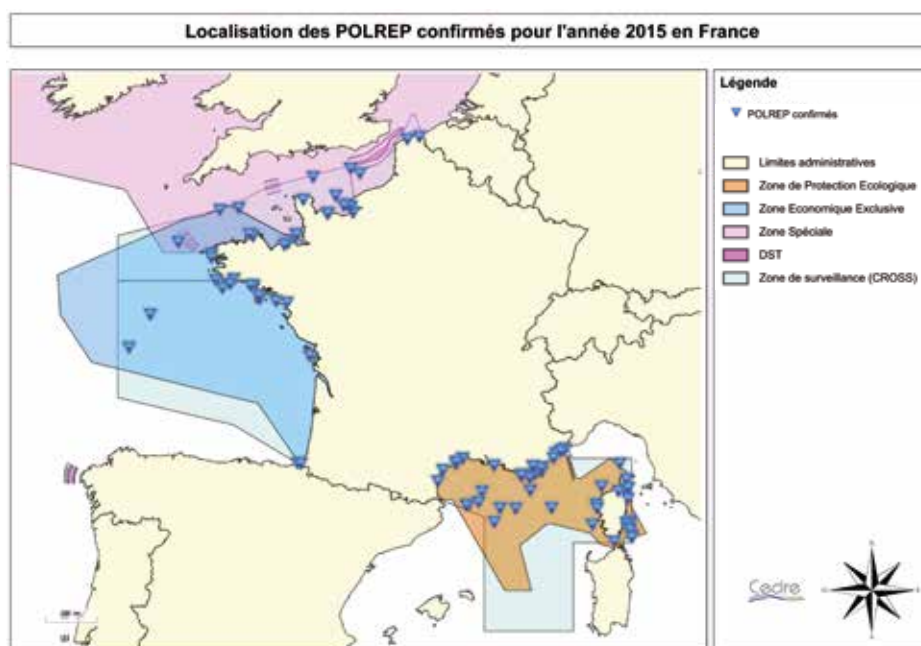 Localisation des POLREP confirmés pour l'année 2015 en France
Légende
POLREP confirmés
Limites administratives
Zone de Protection Ecologique
Zone Economique Exclusive
Zone Spéciale
DST
Zone de surveillance (CROSS)
Cedre